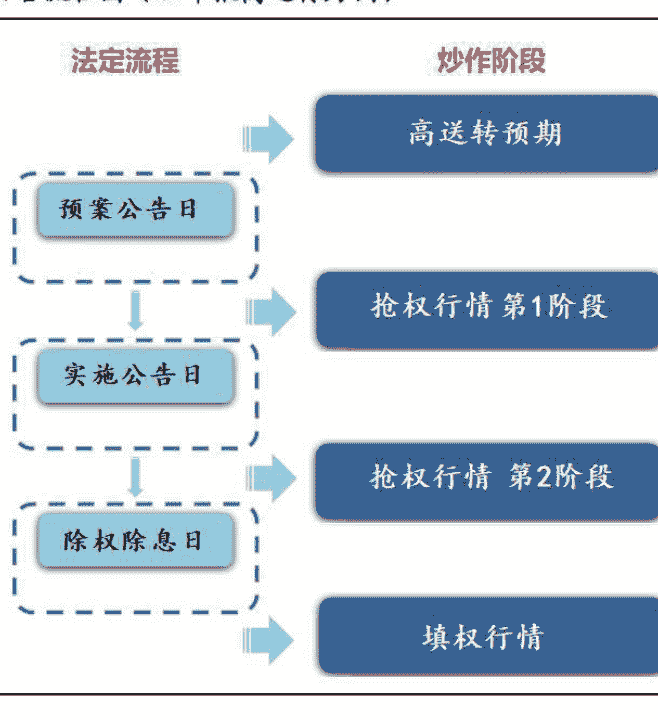 法定流程
炒作阶段
高送转预期
预案公告日
抢权行情 第1阶段
实施公告日
抢权行情 第2阶段
除权除息日
填权行情